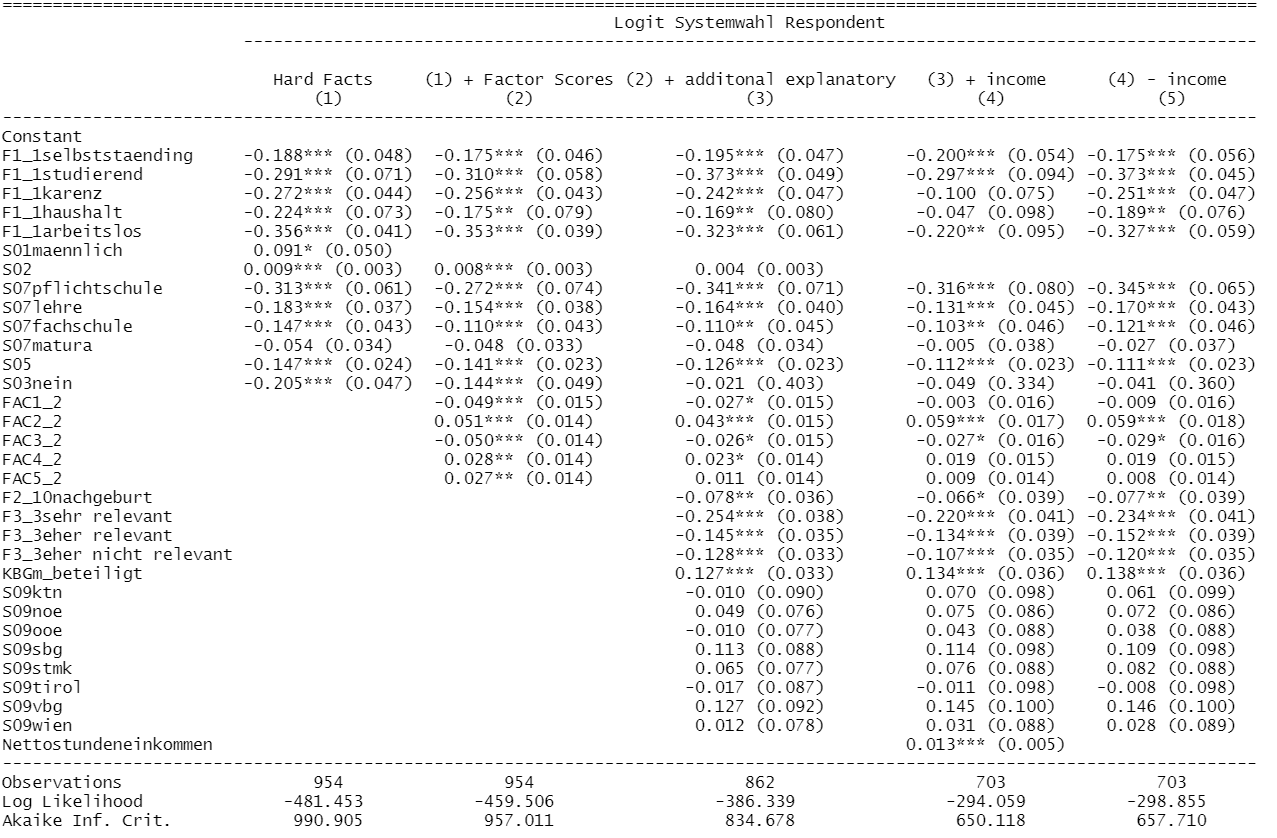 Logit Systemwahl Respondent
Hard Facts (1) + Factor Scores (2) + additonal explanatory (3) + income (4) - income
(1) (2) (3) (4) (5)
Constant
F1_1selbststaending -0.188*** (0.048) -0.175*** (0.046) -0.195*** (0.047) -0.200*** (0.054) -0.175*** (0.056)
F1_1studierend -0.291*** (0.071) -0.310*** (0.058) -0.373*** (0.049) -0.297*** (0.094) -0.373*** (0.045)
F1_1karenz -0.272*** (0.044) -0.256*** (0.043) -0.242*** (0.047) -0.100 (0.075) -0.251*** (0.047)
F1_1haushalt -0.224*** (0.073) -0.175** (0.079) -0.169** (0.080) -0.047 (0.098) -0.189** (0.076)
F1_1arbeitslos -0.356*** (0.041) -0.353*** (0.039) -0.323*** (0.061) -0.220** (0.095) -0.327*** (0.059)
S01maennlich 0.091* (0.050)
S02 0.009*** (0.003) 0.008*** (0.003) 0.004 (0.003)
S07pflichtschule -0.313*** (0.061) -0.272*** (0.074) -0.341*** (0.071) -0.316*** (0.080) -0.345*** (0.065)
S07lehre -0.183*** (0.037) -0.154*** (0.038) -0.164*** (0.040) -0.131*** (0.045) -0.170*** (0.043)
S07fachschule -0.147*** (0.043) -0.110*** (0.043) -0.110** (0.045) -0.103** (0.046) -0.121*** (0.046)
S07matura -0.054 (0.034) -0.048 (0.033) -0.048 (0.034) -0.005 (0.038) -0.027 (0.037)
S05 -0.147*** (0.024) -0.141*** (0.023) -0.126*** (0.023) -0.112*** (0.023) -0.111*** (0.023)
S03nein -0.205*** (0.047) -0.144*** (0.049) -0.021 (0.403) -0.049 (0.334) -0.041 (0.360)
FAC1_2 -0.049*** (0.015) -0.027* (0.015) -0.003 (0.016) -0.009 (0.016)
FAC2_2 0.051*** (0.014) 0.043*** (0.015) 0.059*** (0.017) 0.059*** (0.018)
FAC3_2 -0.050*** (0.014) -0.026* (0.015) -0.027* (0.016) -0.029* (0.016)
FAC4_2 0.028** (0.014) 0.023* (0.014) 0.019 (0.015) 0.019 (0.015)
FAC5_2 0.027** (0.014) 0.011 (0.014) 0.009 (0.014) 0.008 (0.014)
F2_10nachgeburt -0.078** (0.036) -0.066* (0.039) -0.077** (0.039)
F3_3sehr relevant -0.254*** (0.038) -0.220*** (0.041) -0.234*** (0.041)
F3_3eher relevant -0.145*** (0.035) -0.134*** (0.039) -0.152*** (0.039)
F3_3eher nicht relevant -0.128*** (0.033) -0.107*** (0.035) -0.120*** (0.035)
KBGm_beteiligt 0.127*** (0.033) 0.134*** (0.036) 0.138*** (0.036)
S09ktn -0.010 (0.090) 0.070 (0.098) 0.061 (0.099)
S09noe 0.049 (0.076) 0.075 (0.086) 0.072 (0.086)
S09ooe -0.010 (0.077) 0.043 (0.088) 0.038 (0.088)
S09sbg 0.113 (0.088) 0.114 (0.098) 0.109 (0.098)
S09stmk 0.065 (0.077) 0.076 (0.088) 0.082 (0.088)
S09tirol -0.017 (0.087) -0.011 (0.098) -0.008 (0.098)
S09vbg 0.127 (0.092) 0.145 (0.100) 0.146 (0.100)
S09wien 0.012 (0.078) 0.031 (0.088) 0.028 (0.089)
Nettostundeneinkommen 0.013*** (0.005)
Observations 954 954 862 703 703
Log Likelihood -481.453 -459.506 -386.339 -294.059 -298.855
Akaike Inf. Crit. 990.905 957.011 834.678 650.118 657.710